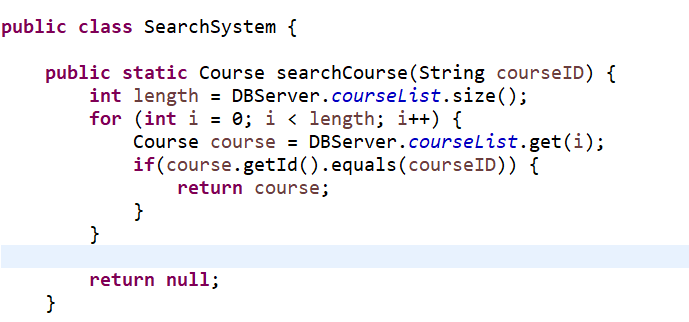 public class SearchSystem {
public static Course searchCourse(String courseID) {
int length = DBServer.courseList.size();
for (int i = 0; i < length; i++) {
Course course = DBServer.courseList.get(i);
if(course.getId().equals(courseID)) {
return course;
}
}
return null;
}